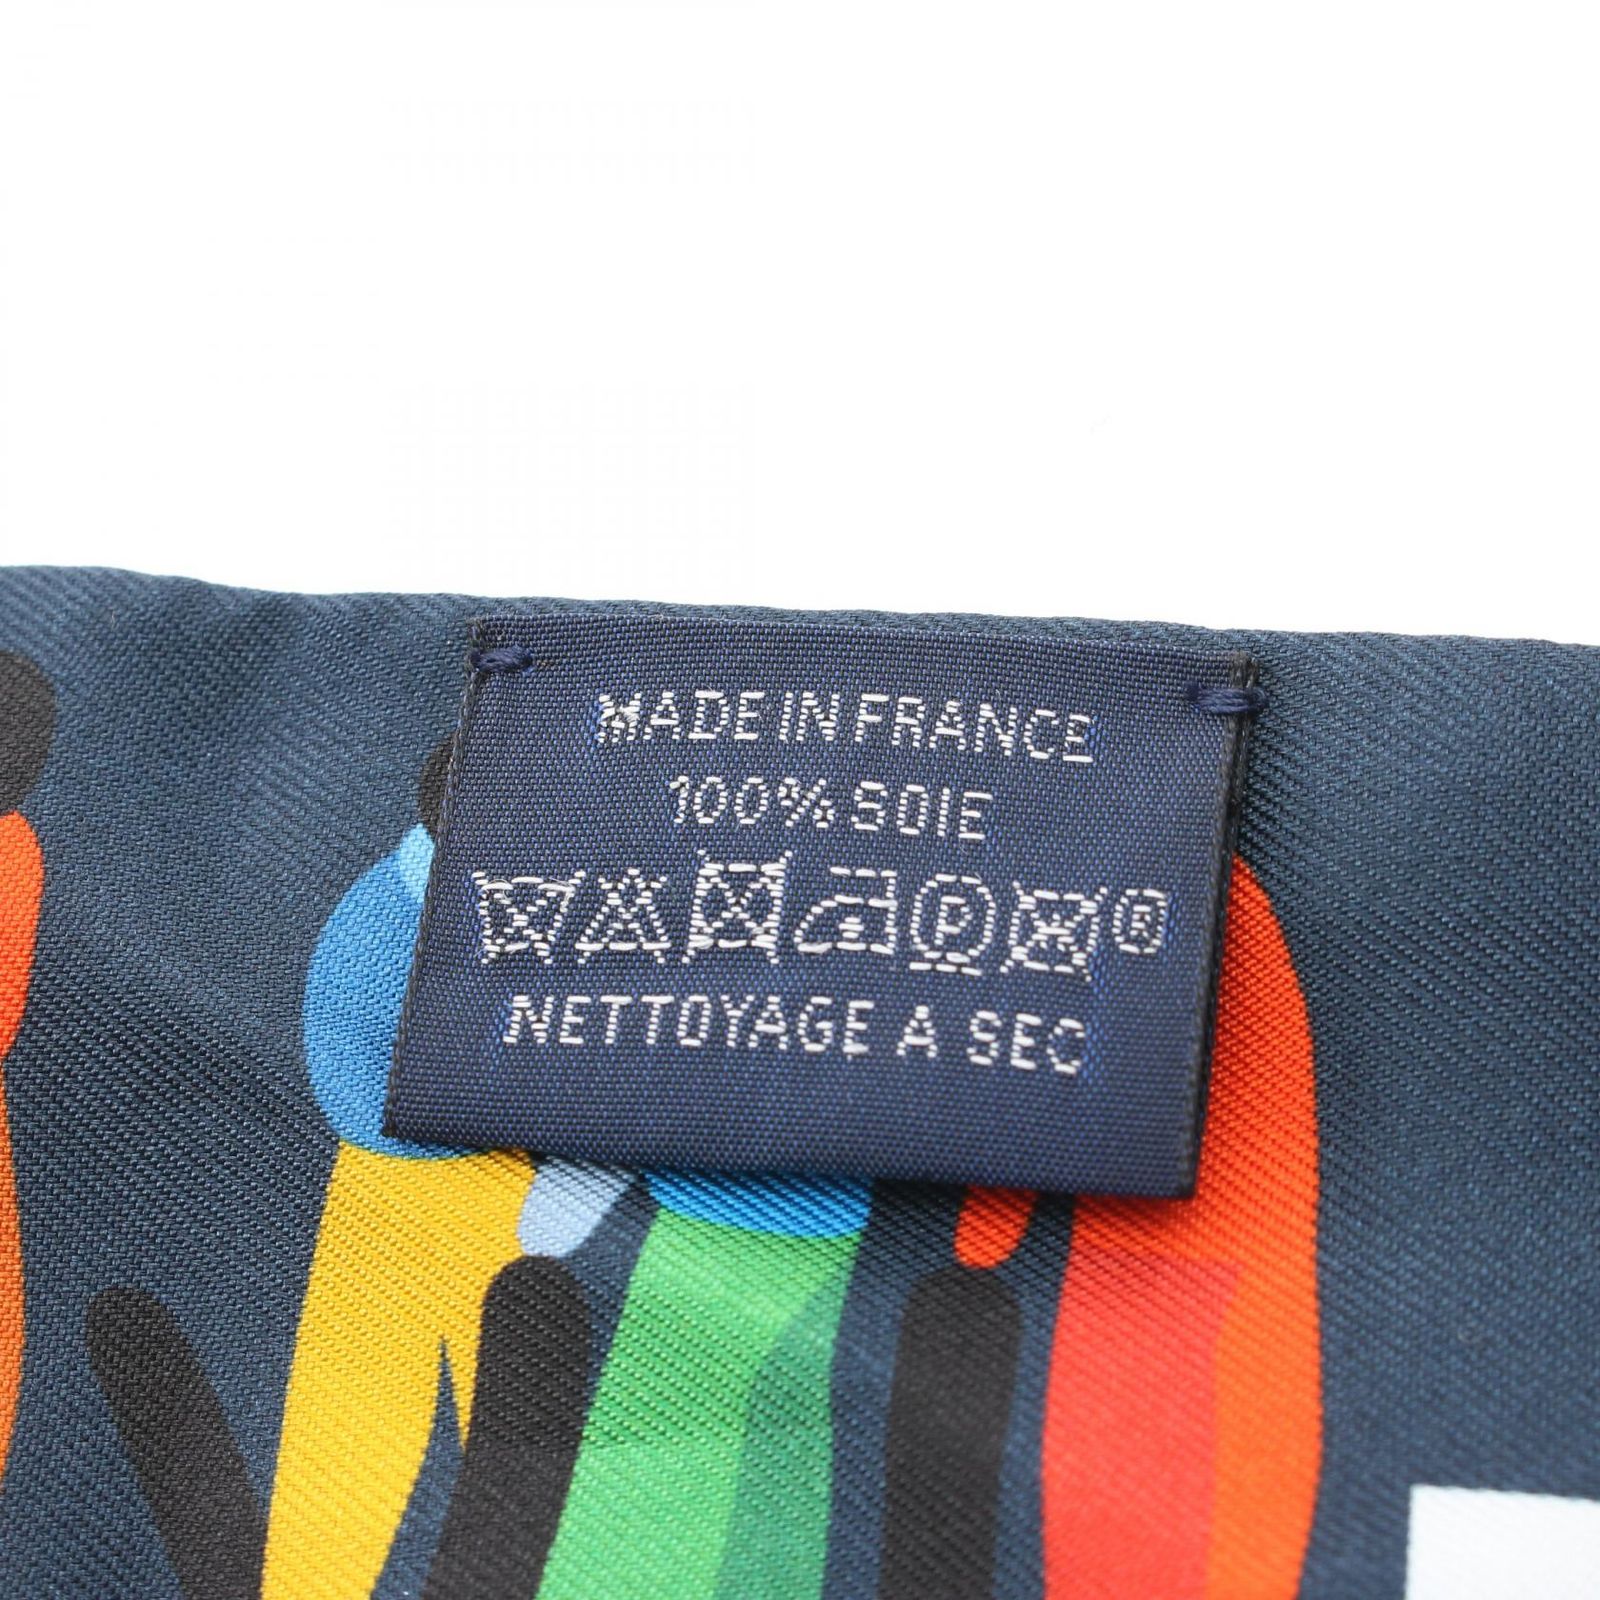 MADE IN FRANCE
100% SOIE
P ®
NETTOYAGE A SEC